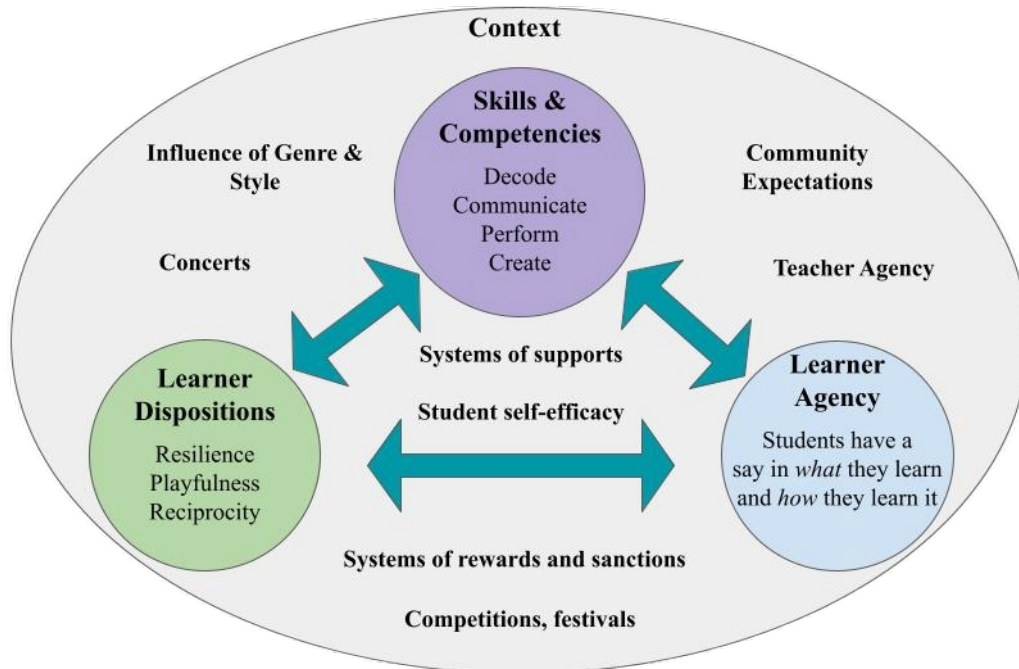 Context
Skills &
Competencies
Decode
Communicate
Perform
Create
Influence of Genre &
Style
Community
Expectations
Concerts
Teacher Agency
Systems of supports
Student self-efficacy
Learner
Dispositions
Resilience
Playfulness
Reciprocity
Learner
Agency
Students have a
say in what they learn
and how they learn it
Systems of rewards and sanctions
Competitions, festivals